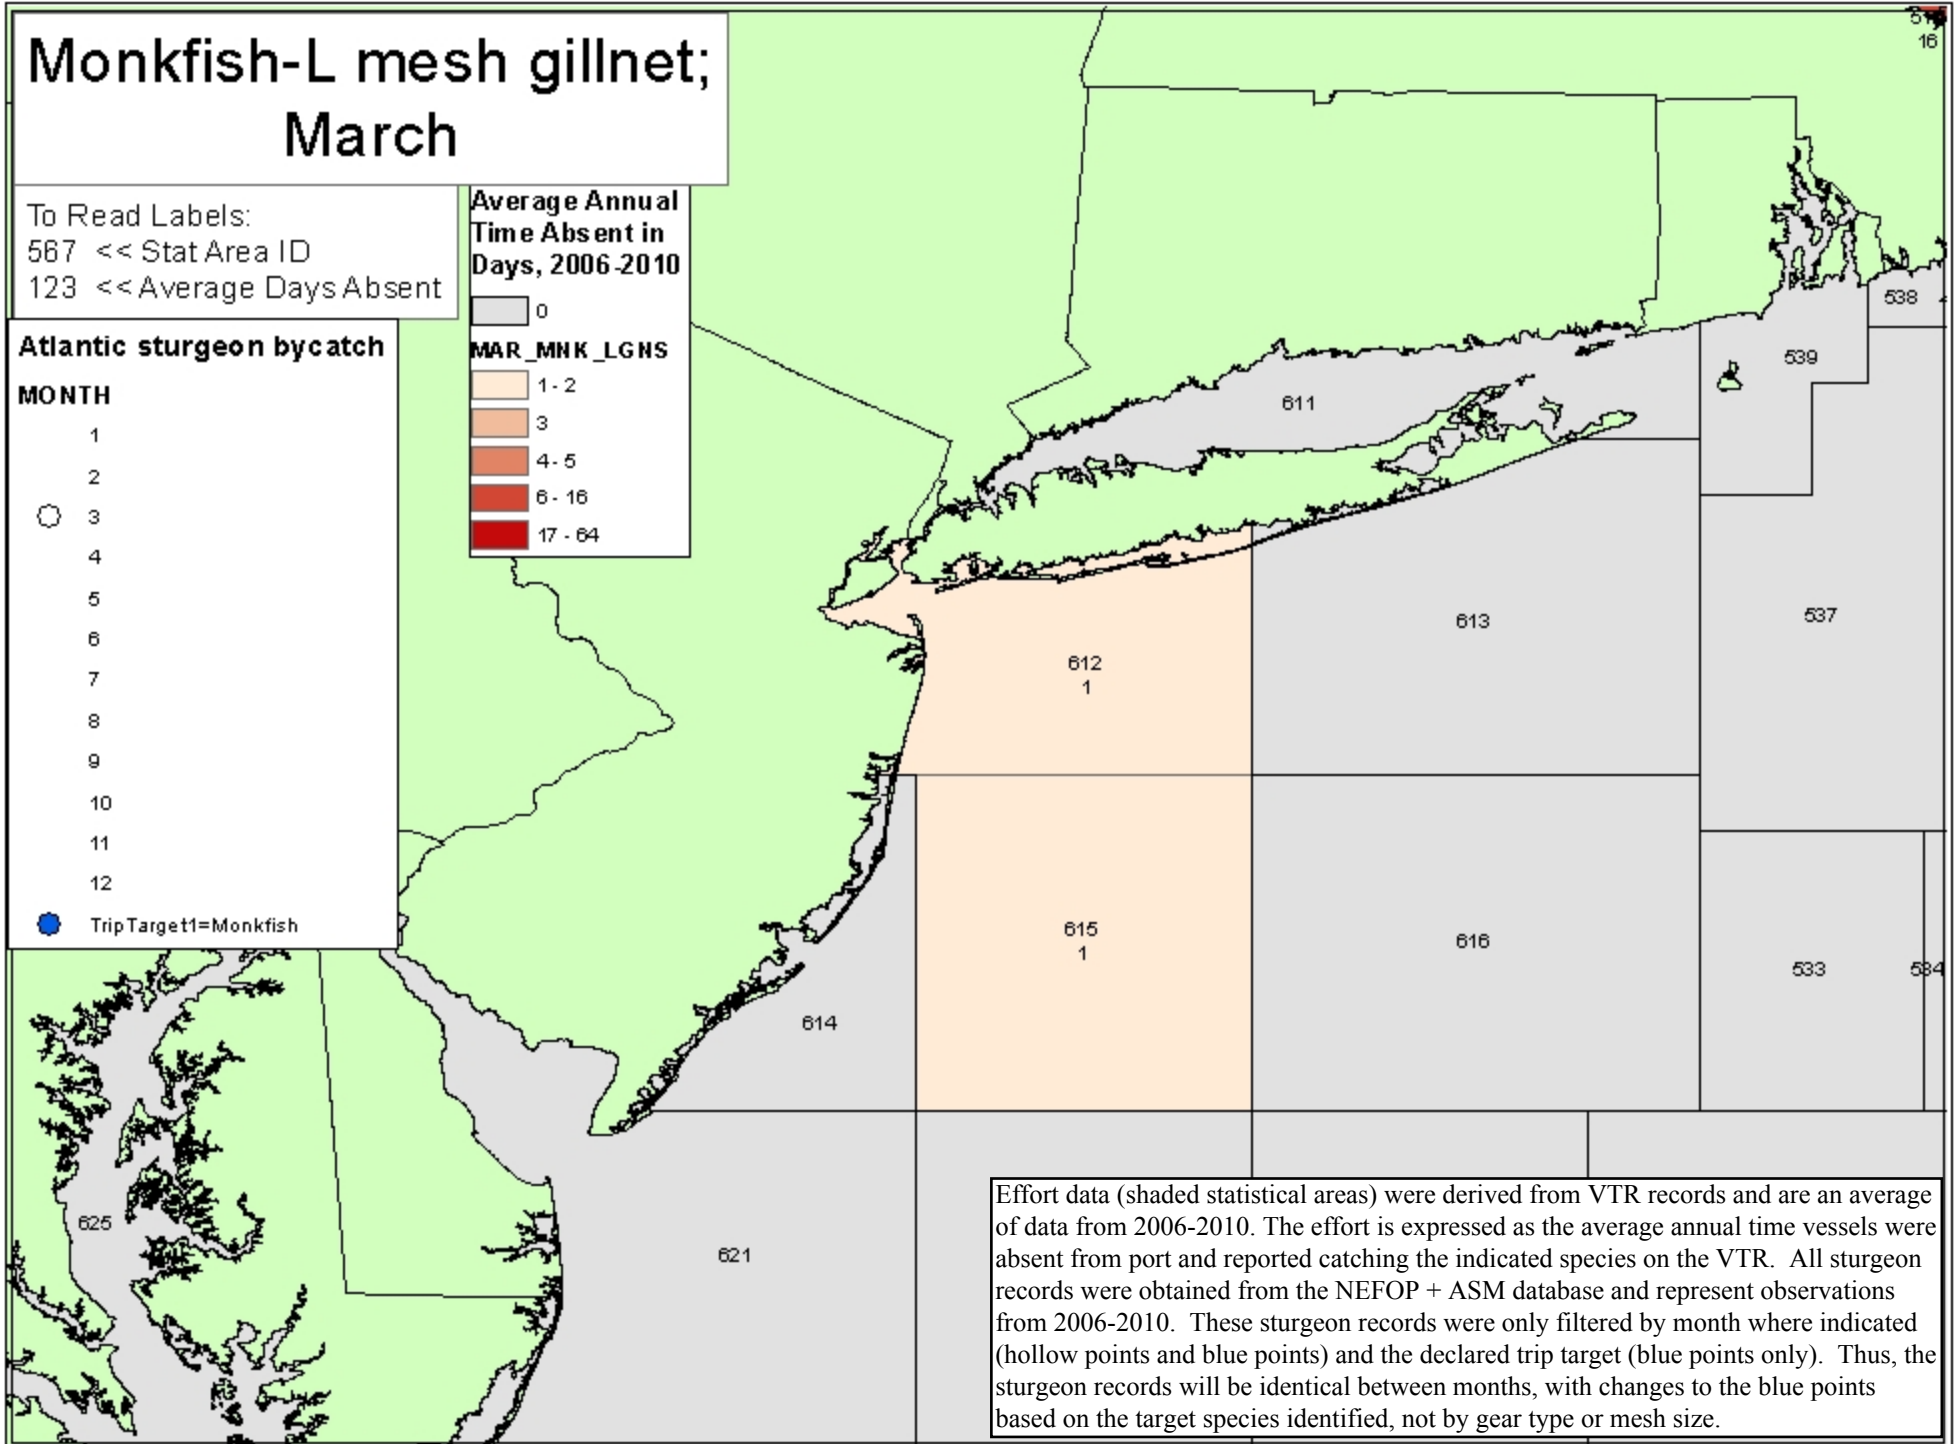 Monkfish-L mesh gillnet;
March
To Read Labels:
567 << Stat Area ID
123 << Average Days Absent
Average Annual
Time Absent in
Days, 2006-2010
0
MAR_MNK_LGNS
1 - 2
3
4 - 5
6 - 16
17 - 64
Atlantic sturgeon bycatch
MONTH
1
2
3
4
5
6
7
8
9
10
11
12
TripTarget1=Monkfish
16
538
539
611
613
537
612
1
615
1
616
533
534
614
625
621
Effort data (shaded statistical areas) were derived from VTR records and are an average
of data from 2006-2010. The effort is expressed as the average annual time vessels were
absent from port and reported catching the indicated species on the VTR. All sturgeon
records were obtained from the NEFOP + ASM database and represent observations
from 2006-2010. These sturgeon records were only filtered by month where indicated
(hollow points and blue points) and the declared trip target (blue points only). Thus, the
sturgeon records will be identical between months, with changes to the blue points
based on the target species identified, not by gear type or mesh size.